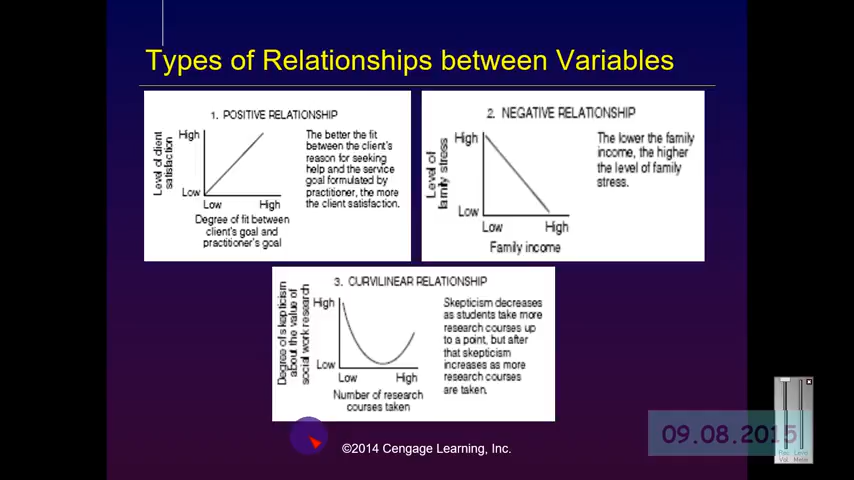 Types of Relationships between Variables
1. POSITIVE RELATIONSHIP
Level of client
satisfaction
High
Low
Low High
Degree of fit between
client's goal and
practitioner's goal
The better the fit
between the client's
reason for seeking
help and the service
goal formulated by
practitioner, the more
the client satisfaction.
2. NEGATIVE RELATIONSHIP
Level of
family stress
High
Low
Low High
Family income
The lower the family
income, the higher
the level of family
stress.
3. CURVILINEAR RELATIONSHIP
Degree of skepticism
about the value of
social work research
High
Low
Low High
Number of research
courses taken
Skepticism decreases
as students take more
research courses up
to a point, but after
that skepticism
increases as more
research courses
are taken.
©2014 Cengage Learning, Inc.
09.08.2015